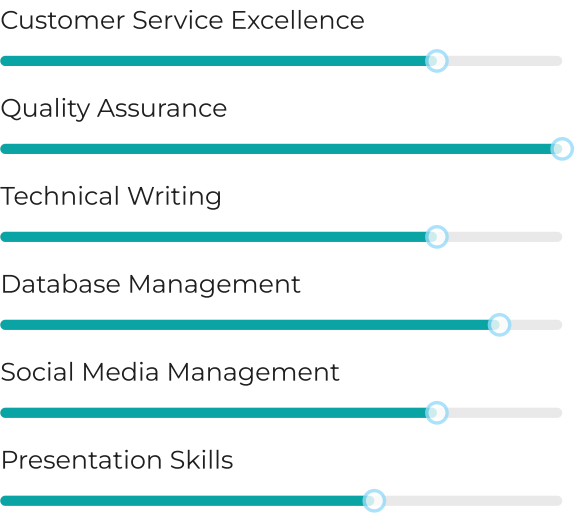 Customer Service Excellence
Quality Assurance
Technical Writing
Database Management
Social Media Management
Presentation Skills